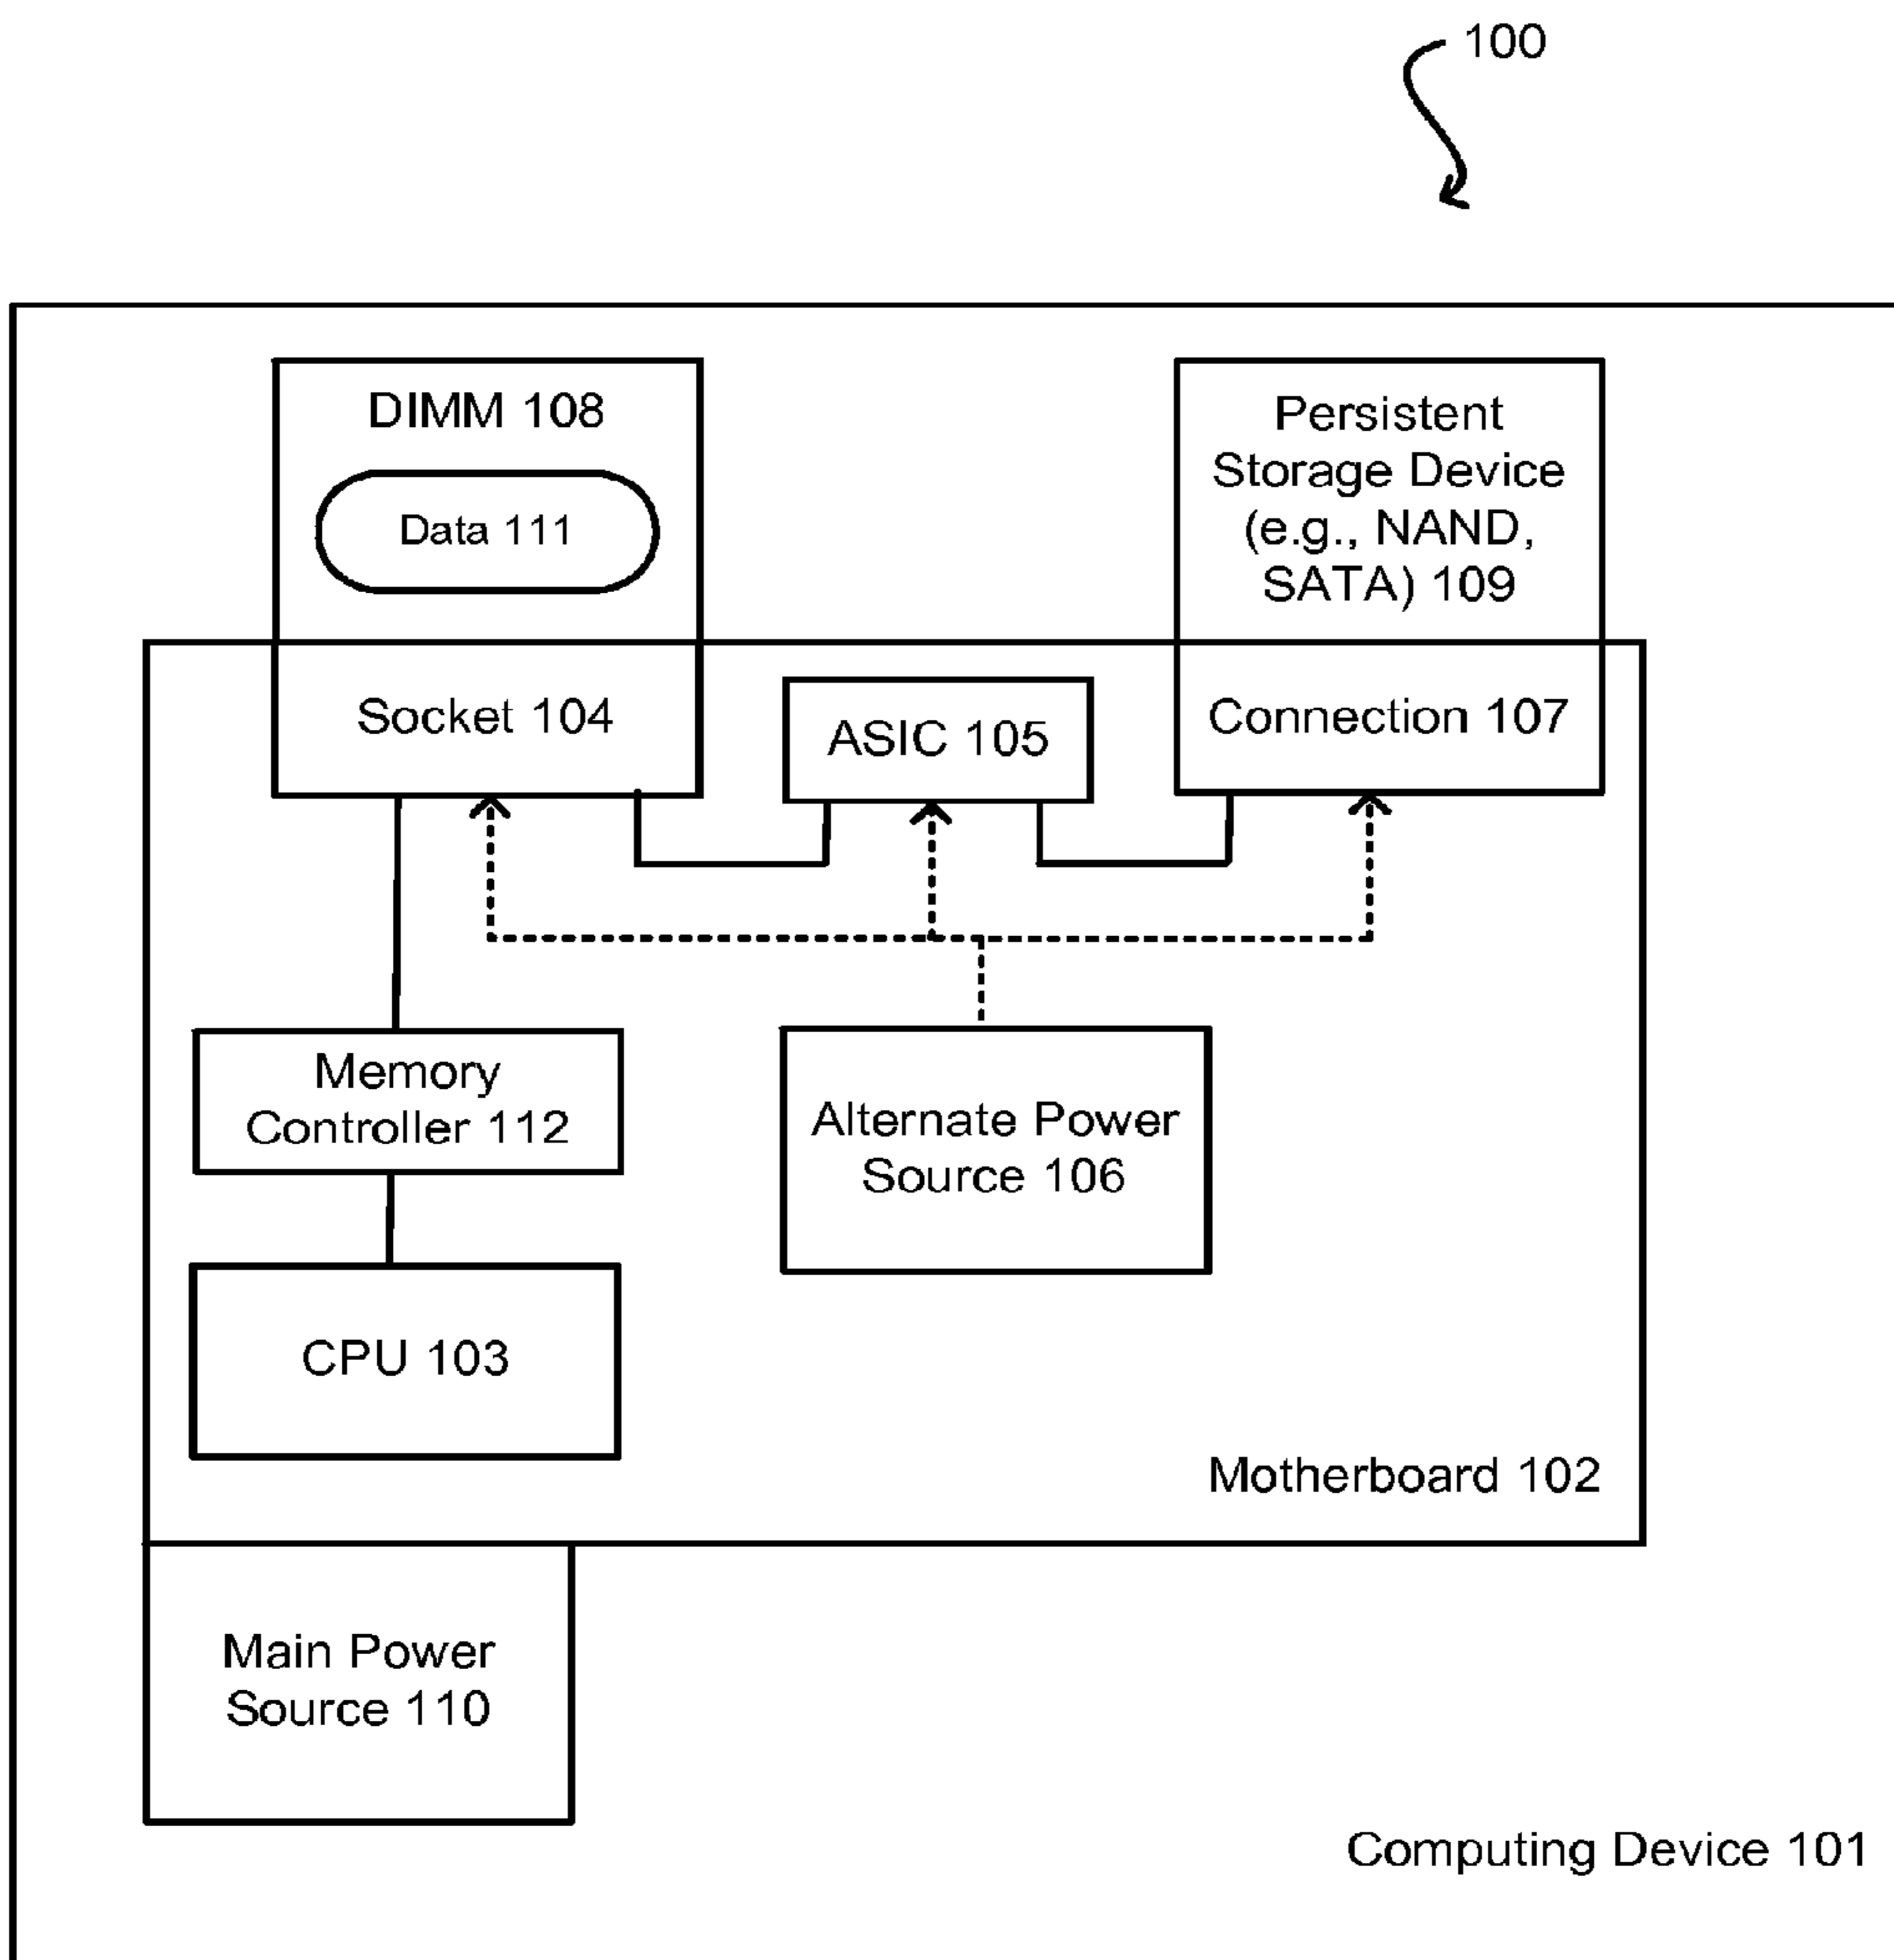 100
DIMM 108
Data 111
Persistent
Storage Device
(e.g., NAND,
SATA) 109
Socket 104
ASIC 105
Connection 107
Memory
Controller 112
Alternate Power
Source 106
CPU 103
Motherboard 102
Main Power
Source 110
Computing Device 101